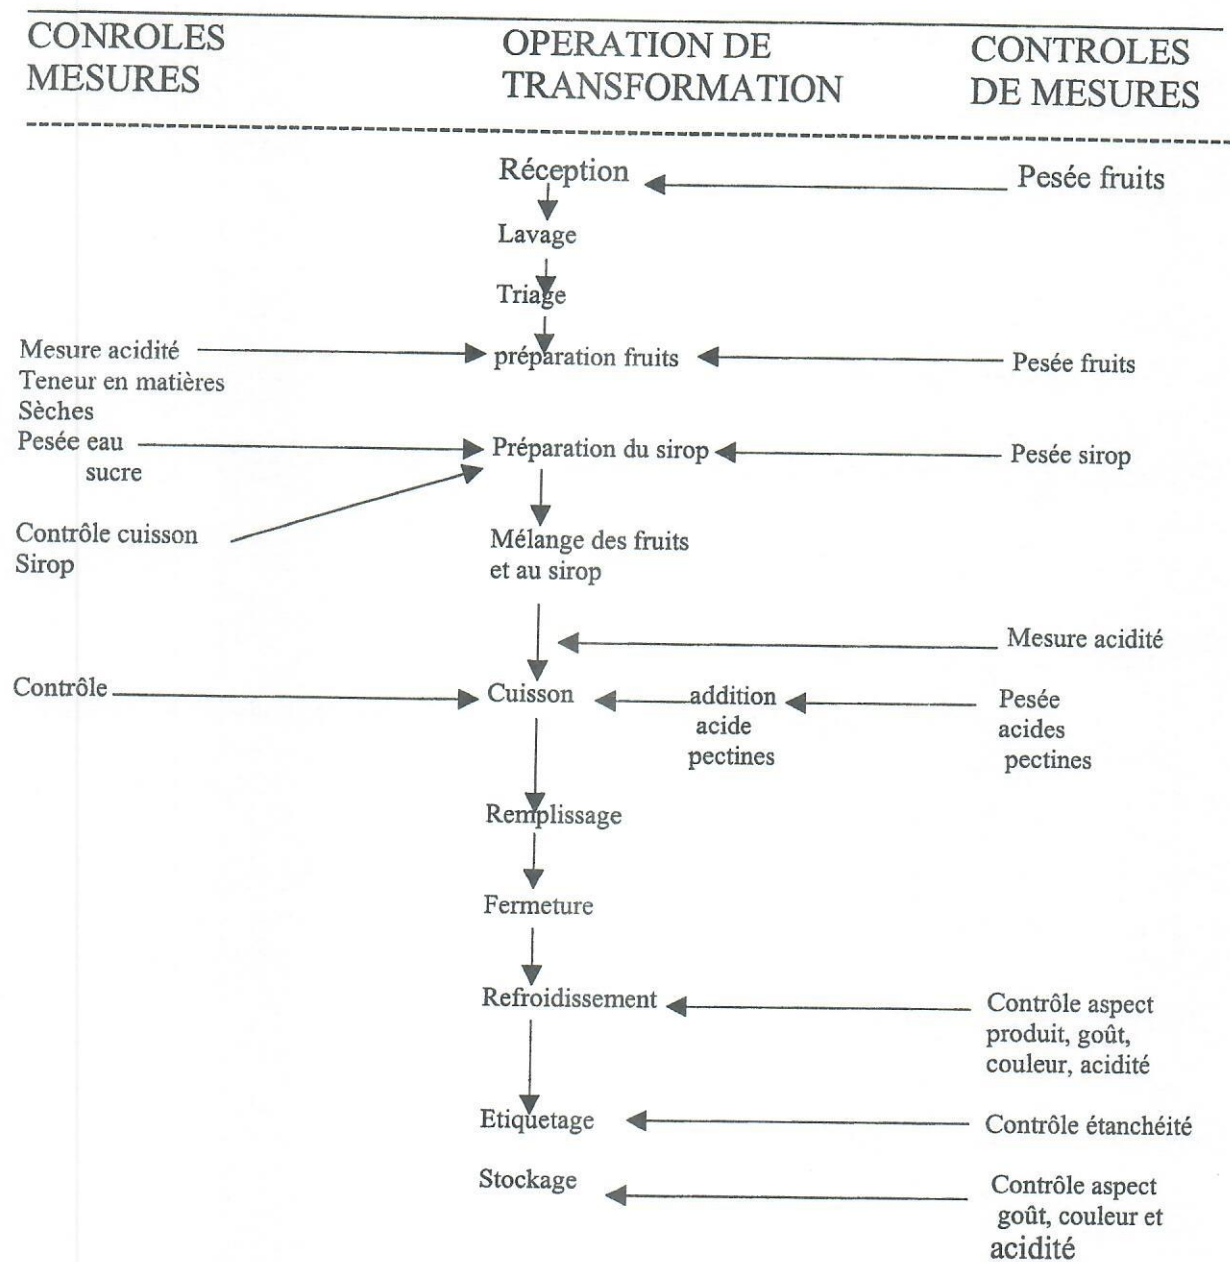 CONROLES
MESURES
OPERATION DE
TRANSFORMATION
CONTROLES
DE MESURES
Réception
Pesée fruits
Lavage
Triage
Mesure acidité
Teneur en matières
Sèches
préparation fruits
Pesée fruits
Pesée eau
sucre
Préparation du sirop
Pesée sirop
Contrôle cuisson
Sirop
Mélange des fruits
et au sirop
Mesure acidité
Contrôle
Cuisson
addition
acide
pectines
Pesée
acides
pectines
Remplissage
Fermeture
Refroidissement
Contrôle aspect
produit, goût,
couleur, acidité
Etiquetage
Contrôle étanchéité
Stockage
Contrôle aspect
goût, couleur et
acidité